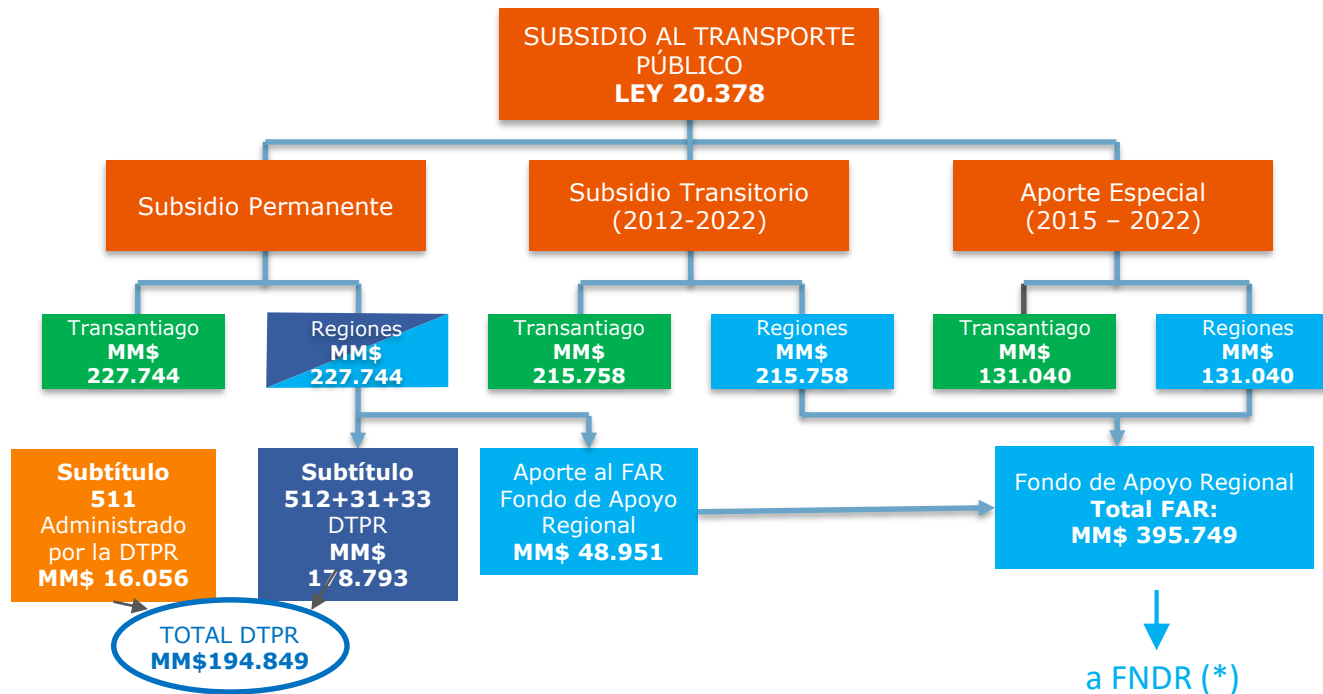 SUBSIDIO AL TRANSPORTE
PÚBLICO
LEY 20.378
Subsidio Permanente
Subsidio Transitorio
(2012-2022)
Aporte Especial
(2015 – 2022)
Transantiago
MM$
227.744
Regiones
MM$
227.744
Transantiago
MM$
215.758
Regiones
MM$
215.758
Transantiago
MM$
131.040
Regiones
MM$
131.040
Subtítulo
511
Administrado
por la DTPR
MM$ 16.056
Subtítulo
512+31+33
DTPR
MM$
178.793
Aporte al FAR
Fondo de Apoyo
Regional
MM$ 48.951
Fondo de Apoyo Regional
Total FAR:
MM$ 395.749
TOTAL DTPR
MM$194.849
a FNDR (*)